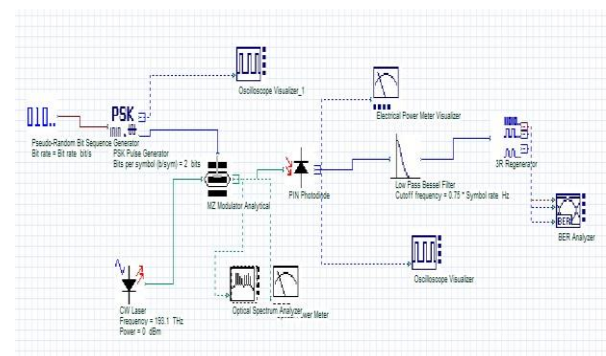 Oscilloscope Visualizer_1
010..
PSK
Electrical Power Meter Visualizer
Pseudo-Random Bit Sequence Generator
Bit rate = Bit rate bit/s
PSK Pulse Generator
Bits per symbol (b/sym) = 2 bits
3R Regenerator
MZ Modulator Analytical
PIN Photodiode
Low Pass Bessel Filter
Cutoff frequency = 0.75 * Symbol rate Hz
BER
BER Analyzer
Oscilloscope Visualizer
CW Laser
Frequency = 193.1 THz
Power = 0 dBm
Optical Spectrum Analyzer
Power Meter